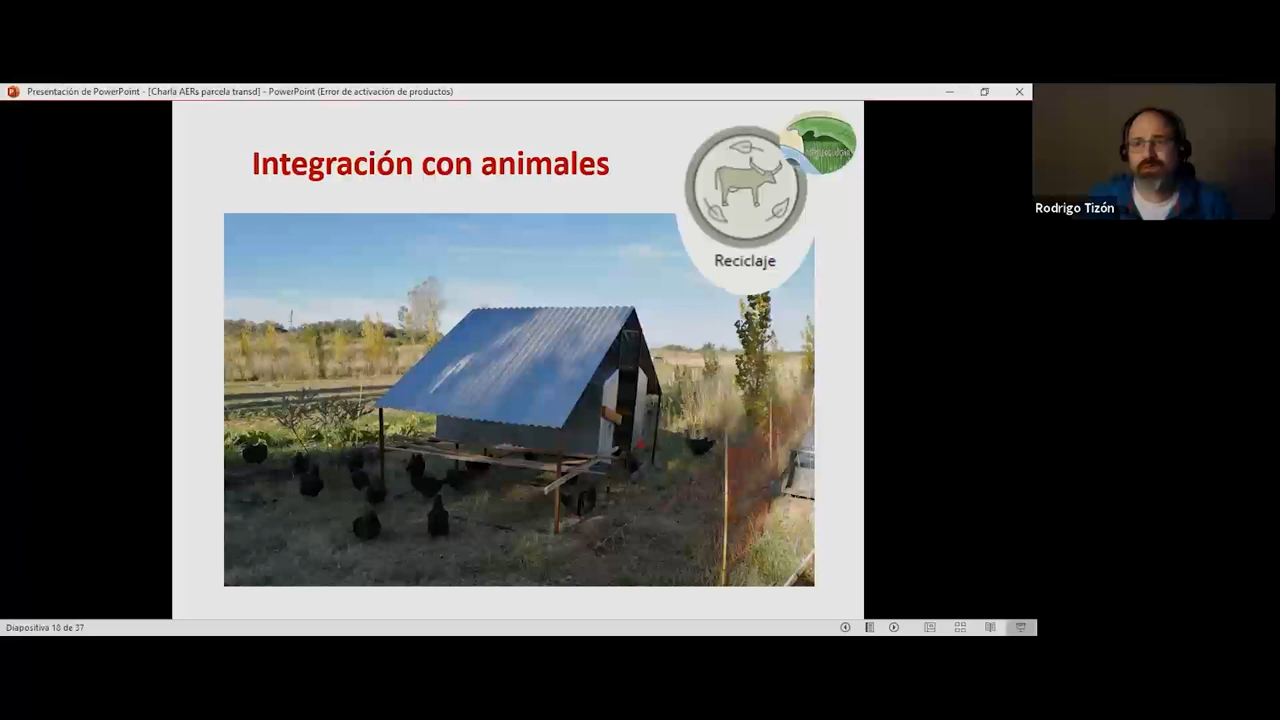 Presentación de PowerPoint - [Charla AERs parcela transd] - PowerPoint (Error de activación de productos)
Integración con animales
Reciclaje
Rodrigo Tizón
Diapositiva 18 de 37